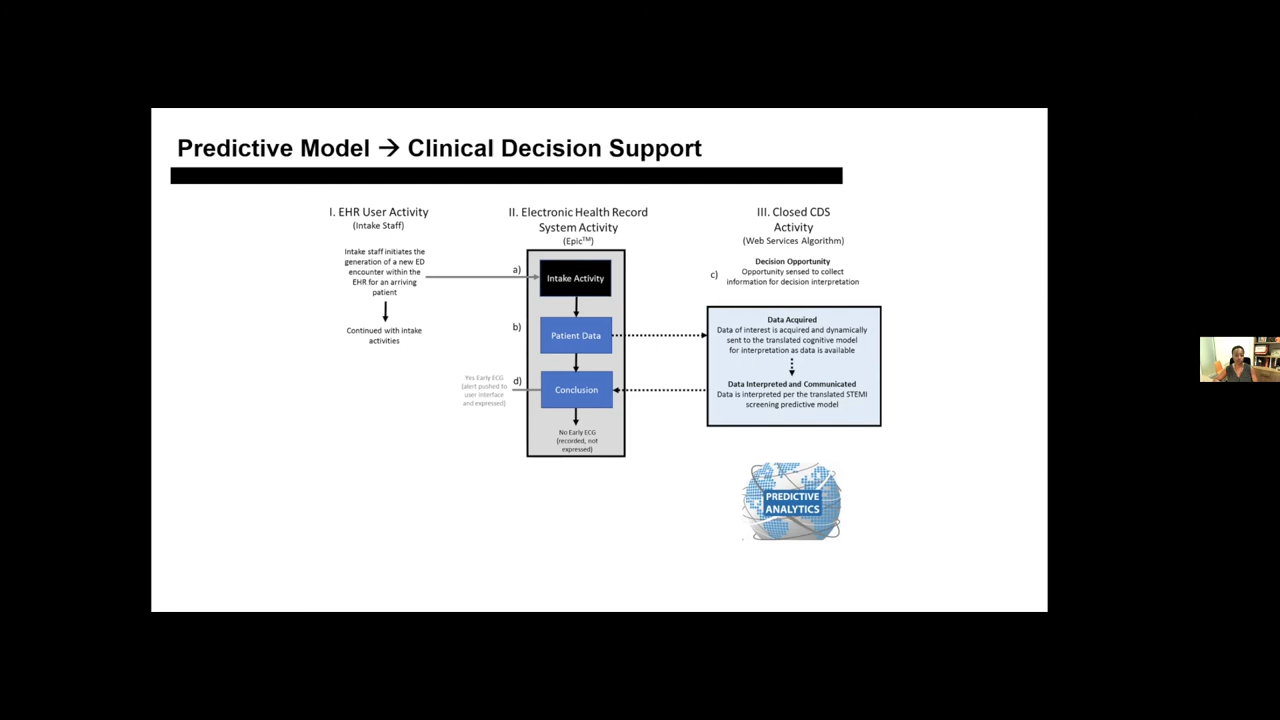 Predictive Model → Clinical Decision Support
I. EHR User Activity
(Intake Staff)
Intake staff initiates the
generation of a new ED
encounter within the
EHR for an arriving
patient
Continued with intake
activities
II. Electronic Health Record
System Activity
(Epic™)
a)
Intake Activity
b)
Patient Data
d)
Conclusion
Yes Early ECG
(alert pushed to
user interface
and expressed)
No Early ECG
(recorded, not
expressed)
III. Closed CDS
Activity
(Web Services Algorithm)
c)
Decision Opportunity
Opportunity sensed to collect
information for decision interpretation
Data Acquired
Data of interest is acquired and dynamically
sent to the translated cognitive model
for interpretation as data is available
Data Interpreted and Communicated
Data is interpreted per the translated STEMI
screening predictive model
PREDICTIVE
ANALYTICS